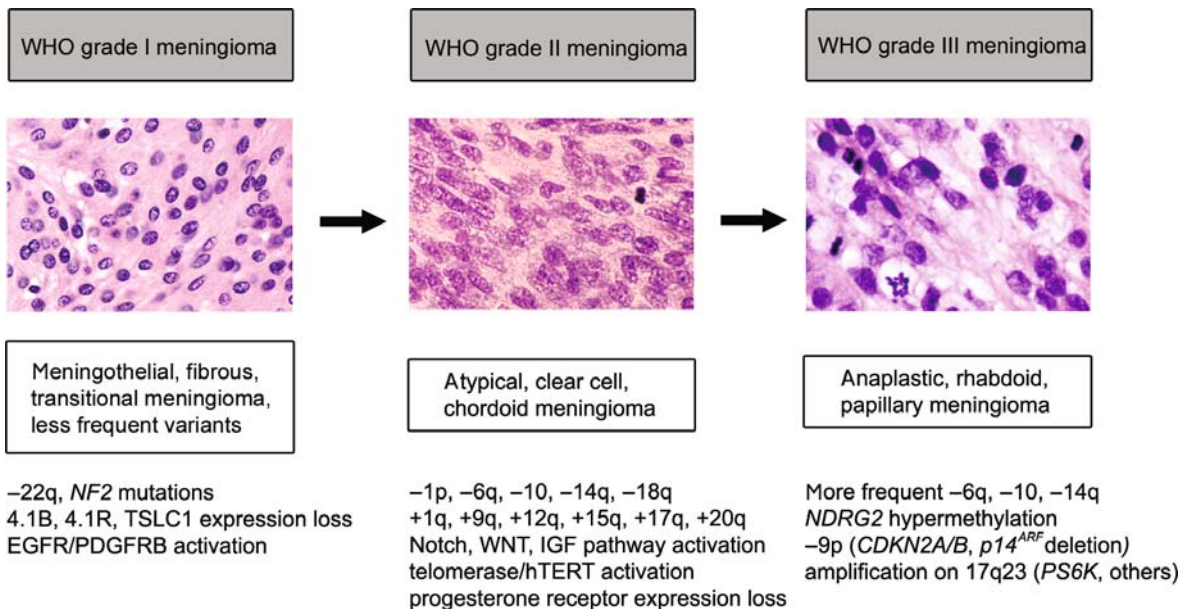 WHO grade I meningioma
WHO grade II meningioma
WHO grade III meningioma
Meningothelial, fibrous,
transitional meningioma,
less frequent variants
Atypical, clear cell,
chordoid meningioma
Anaplastic, rhabdoid,
papillary meningioma
–22q, NF2 mutations
4.1B, 4.1R, TSLC1 expression loss
EGFR/PDGFRB activation
–1p, –6q, –10, –14q, –18q
+1q, +9q, +12q, +15q, +17q, +20q
Notch, WNT, IGF pathway activation
telomerase/hTERT activation
progesterone receptor expression loss
More frequent –6q, –10, –14q
NDRG2 hypermethylation
–9p (CDKN2A/B, p14ARF deletion)
amplification on 17q23 (PS6K, others)